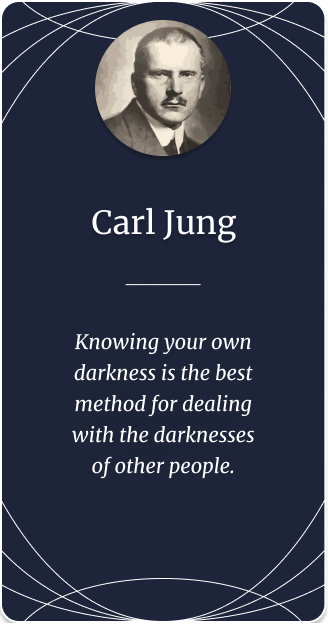 Carl Jung
Knowing your own
darkness is the best
method for dealing
with the darknesses
of other people.